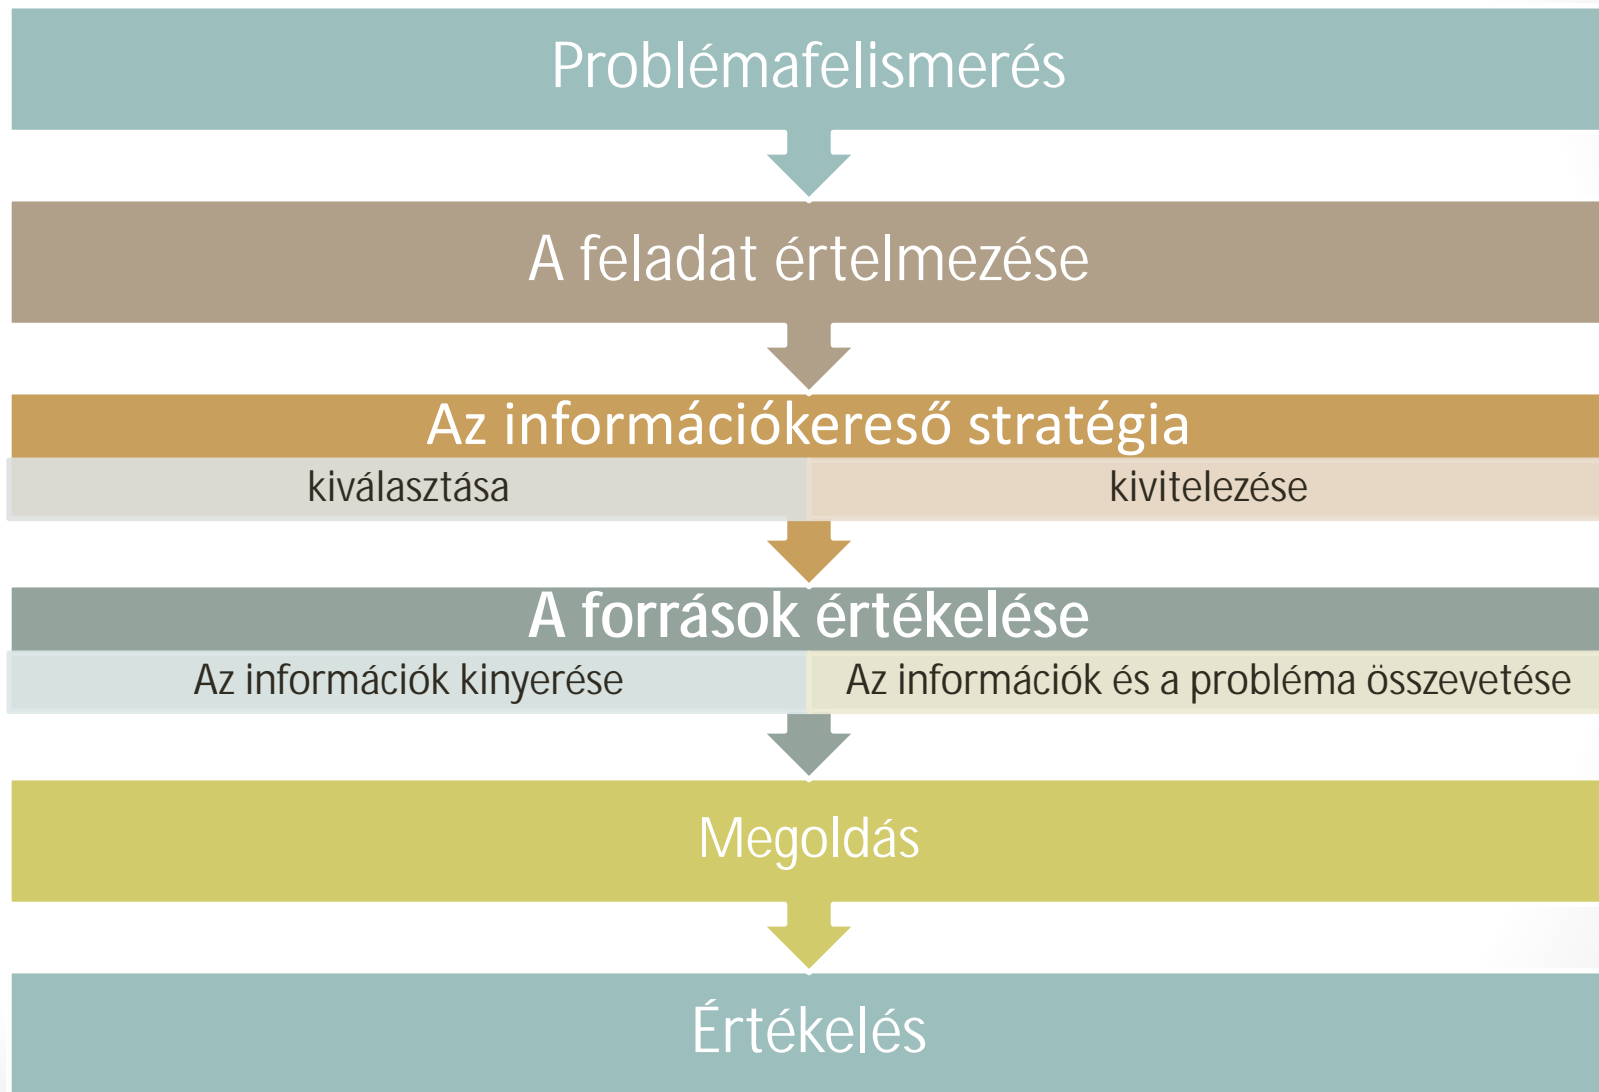 Problémafelismerés
A feladat értelmezése
Az információkereső stratégia
kiválasztása
kivitelezése
A források értékelése
Az információk kinyerése
Az információk és a probléma összevetése
Megoldás
Értékelés